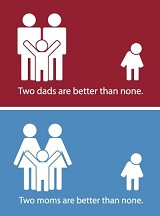 Two dads are better than none.
Two moms are better than none.